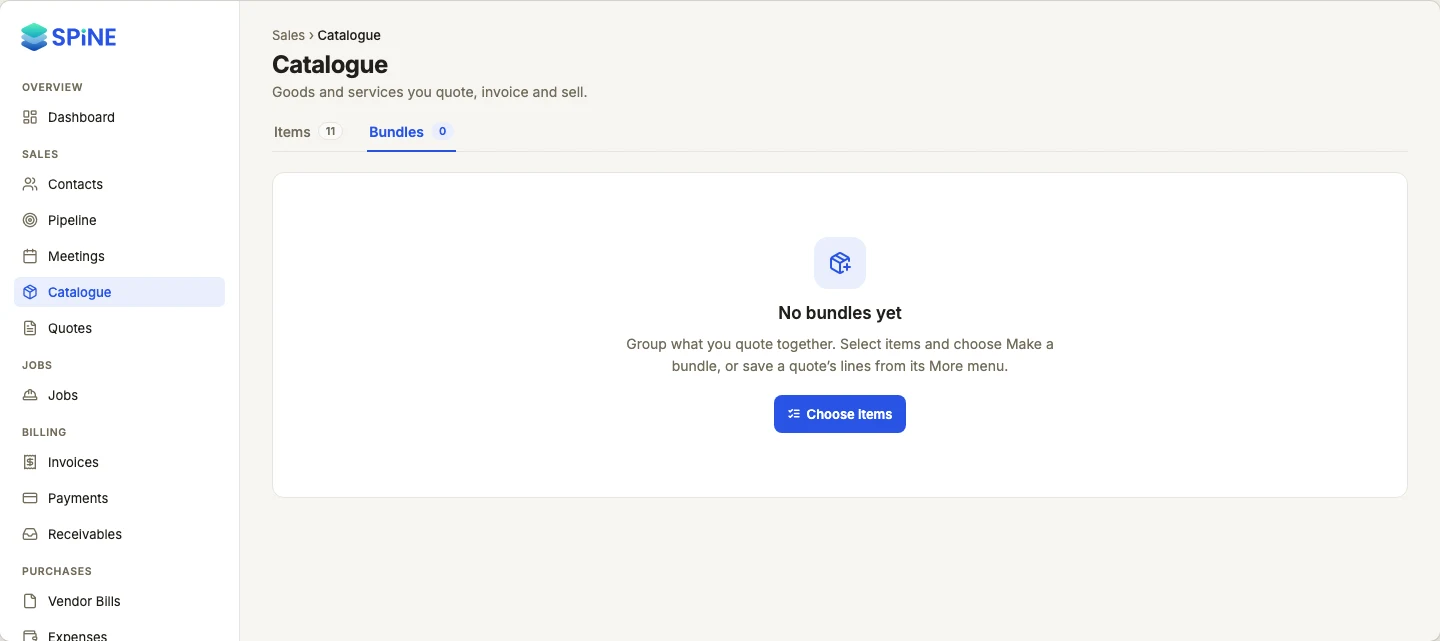 SPiNE
OVERVIEW
Dashboard
SALES
Contacts
Pipeline
Meetings
Catalogue
Quotes
JOBS
Jobs
BILLING
Invoices
Payments
Receivables
PURCHASES
Vendor Bills
Expenses
Sales › Catalogue
Catalogue
Goods and services you quote, invoice and sell.
Items 11 Bundles 0
No bundles yet
Group what you quote together. Select items and choose Make a
bundle, or save a quote’s lines from its More menu.
Choose Items